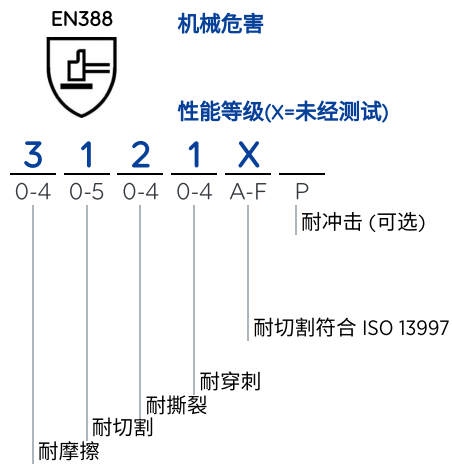 EN388
机械危害
性能等级(X=未经测试)
3 1 2 1 X
0-4 0-5 0-4 0-4 A-F P
耐冲击 (可选)
耐切割符合 ISO 13997
耐穿刺
耐撕裂
耐切割
耐摩擦